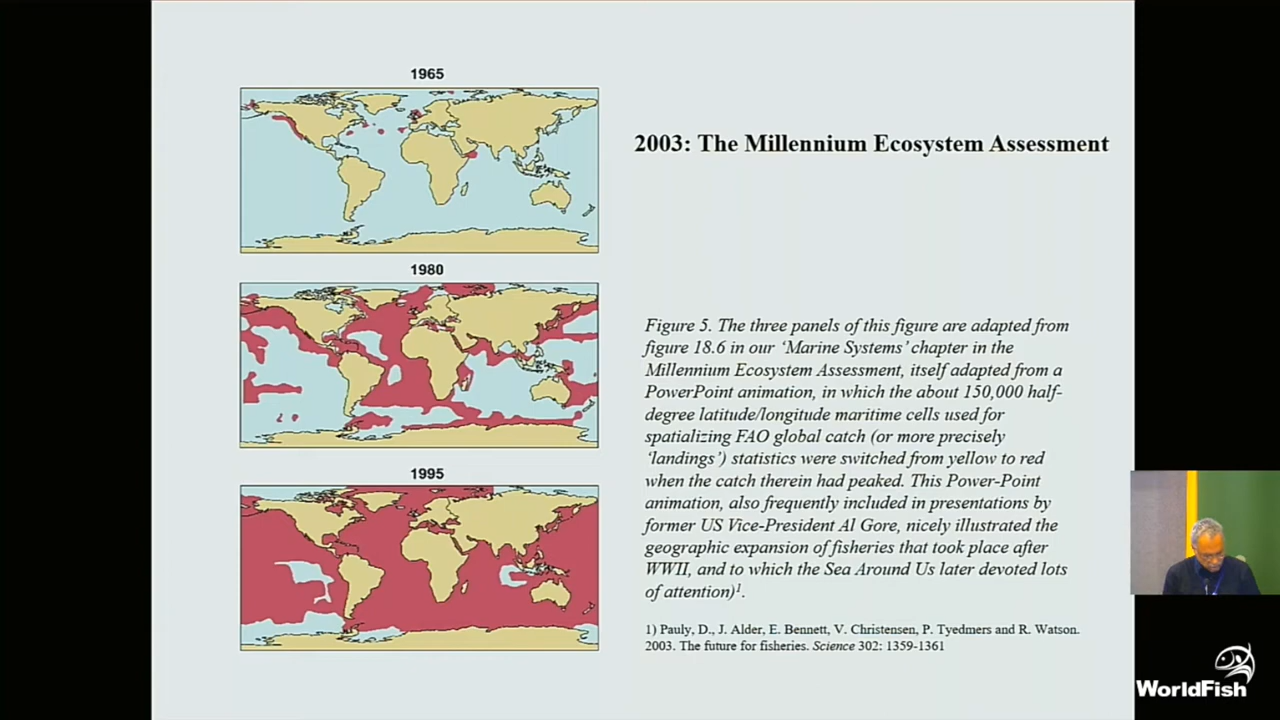 1965
2003: The Millennium Ecosystem Assessment
1980
Figure 5. The three panels of this figure are adapted from
figure 18.6 in our ‘Marine Systems’ chapter in the
Millennium Ecosystem Assessment, itself adapted from a
PowerPoint animation, in which the about 150,000 half-
degree latitude/longitude maritime cells used for
spatializing FAO global catch (or more precisely
‘landings’) statistics were switched from yellow to red
when the catch therein had peaked. This Power-Point
animation, also frequently included in presentations by
former US Vice-President Al Gore, nicely illustrated the
geographic expansion of fisheries that took place after
WWII, and to which the Sea Around Us later devoted lots
of attention)¹.
1995
1) Pauly, D., J. Alder, E. Bennett, V. Christensen, P. Tyedmers and R. Watson.
2003. The future for fisheries. Science 302: 1359-1361
WorldFish